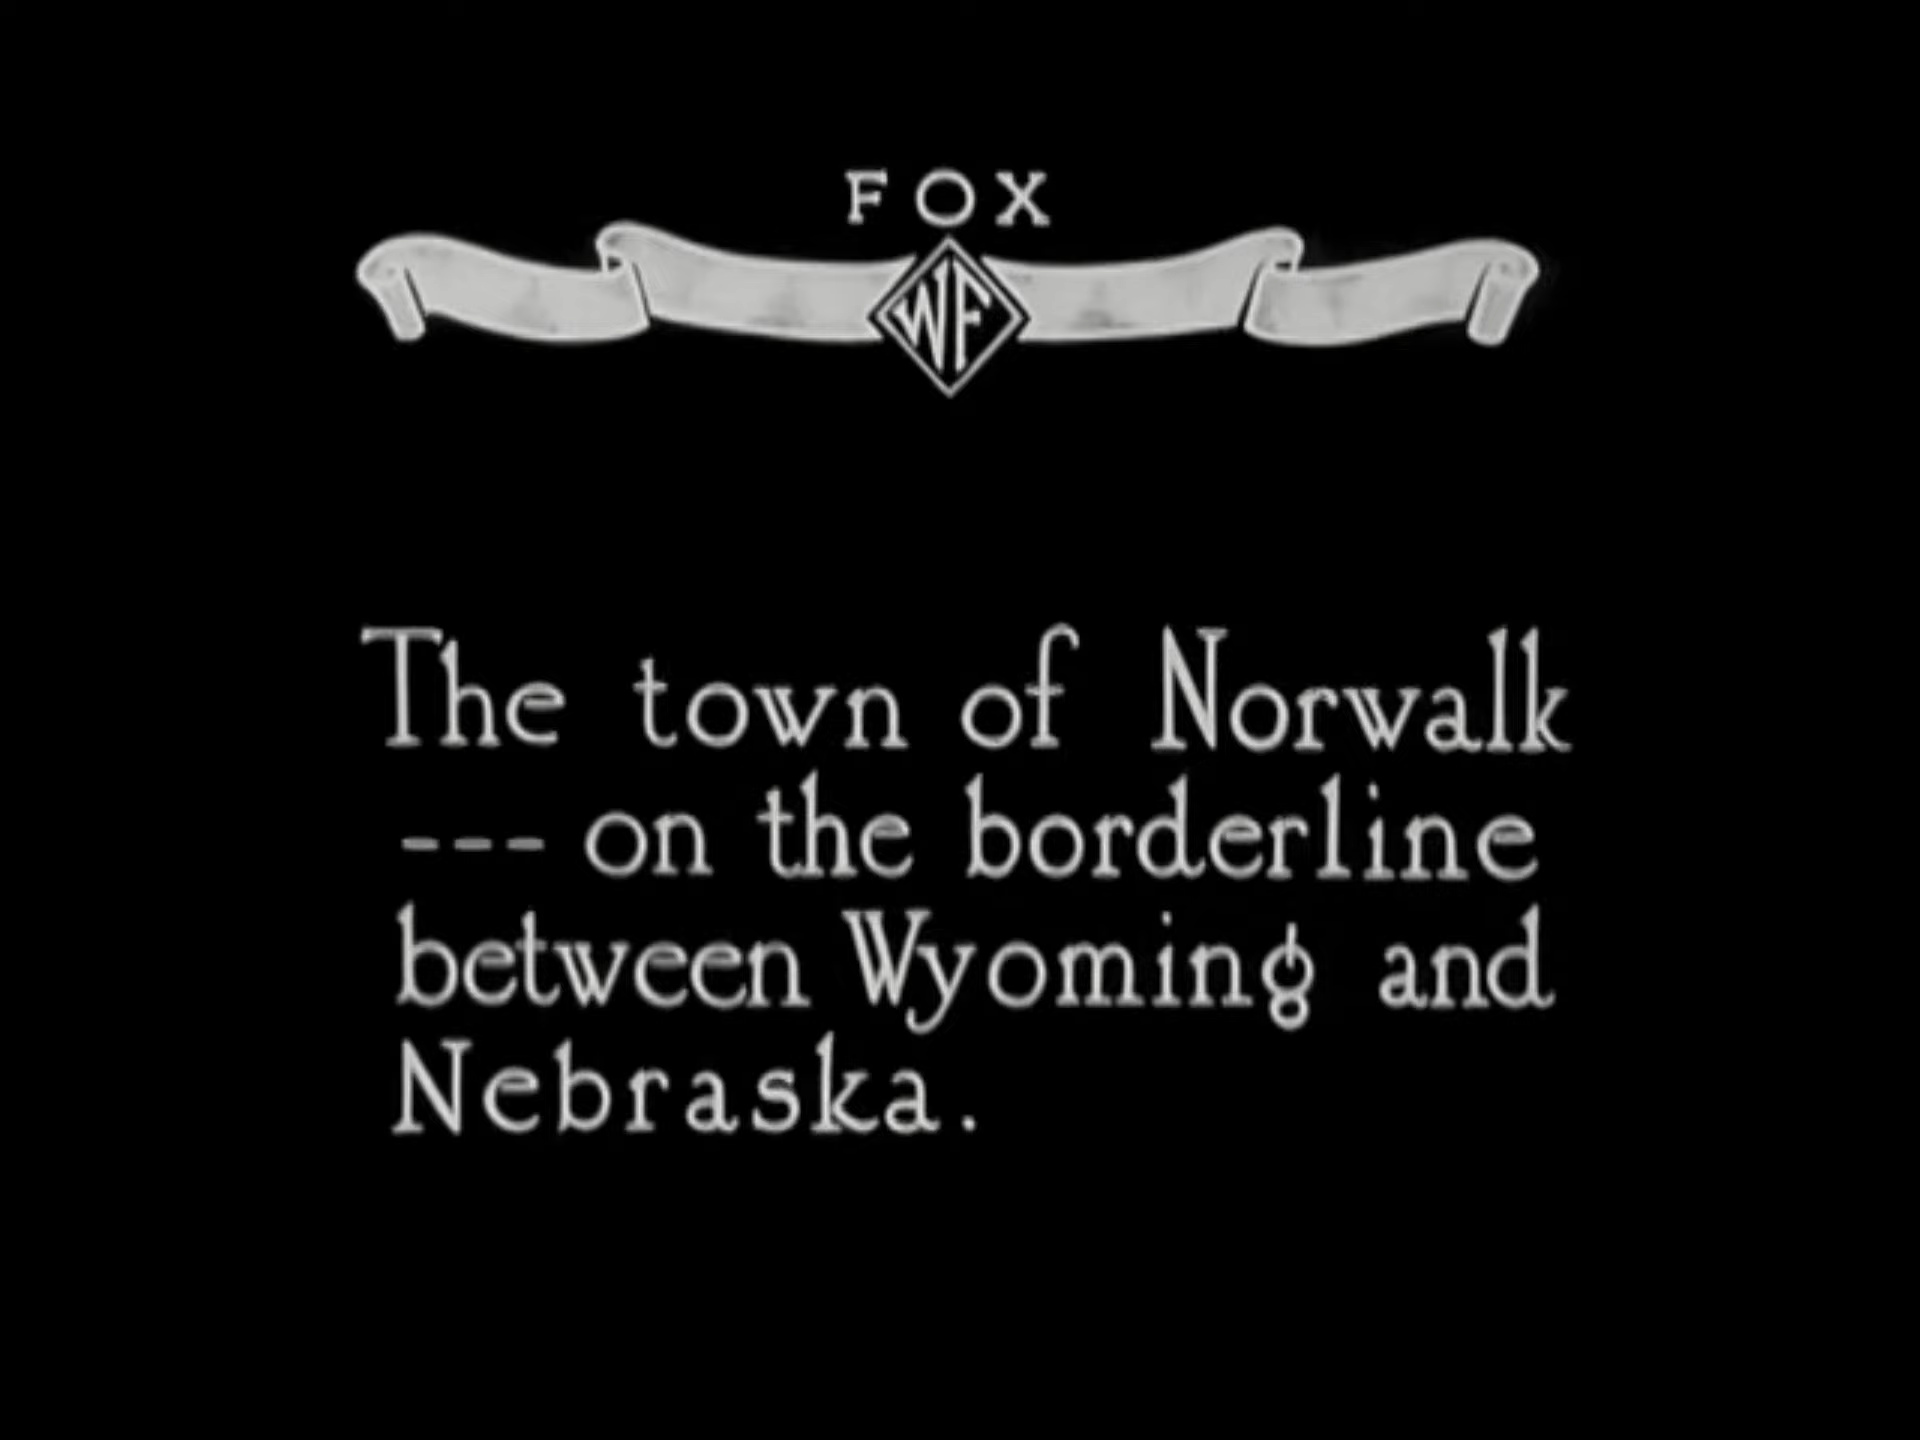 FOX
WF
The town of Norwalk
--- on the borderline
between Wyoming and
Nebraska.